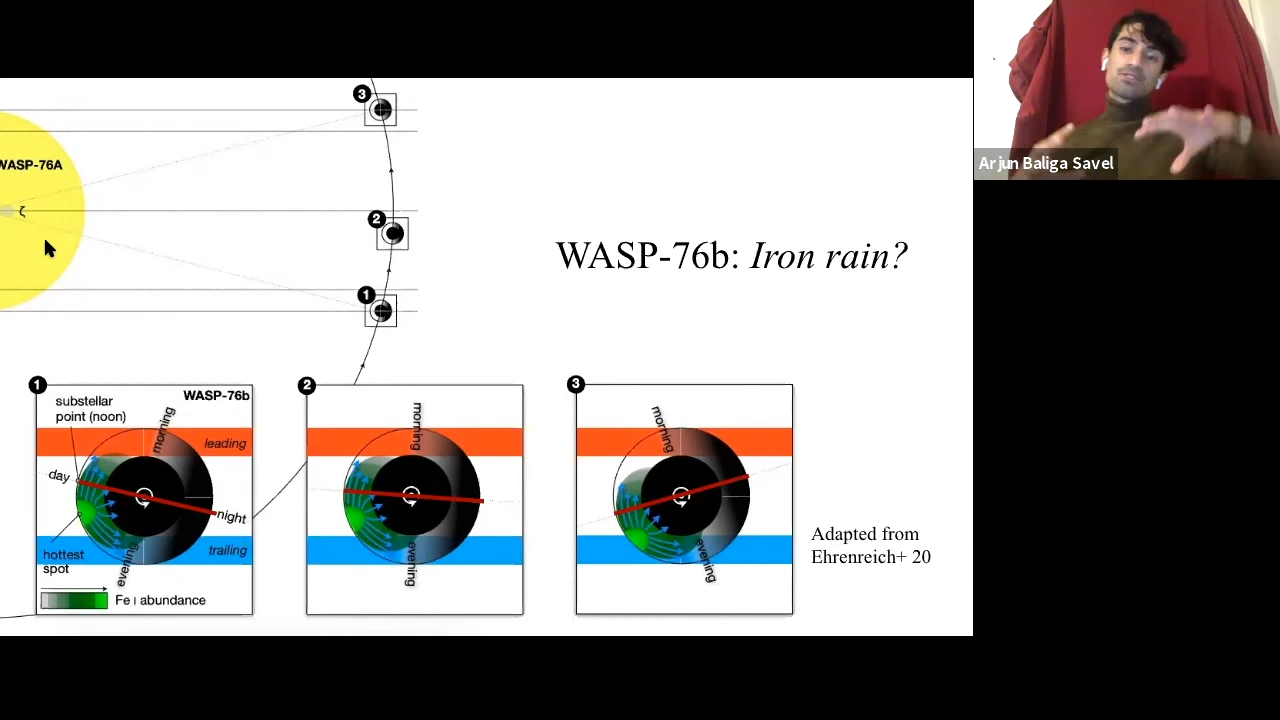 3
WASP-76A
ζ
2
1
WASP-76b: Iron rain?
Arjun Baliga Savel
1
WASP-76b
substellar
point (noon)
morning
leading
day
night
trailing
hottest
spot
evening
Fe I abundance
2
morning
evening
3
morning
evening
Adapted from
Ehrenreich+ 20